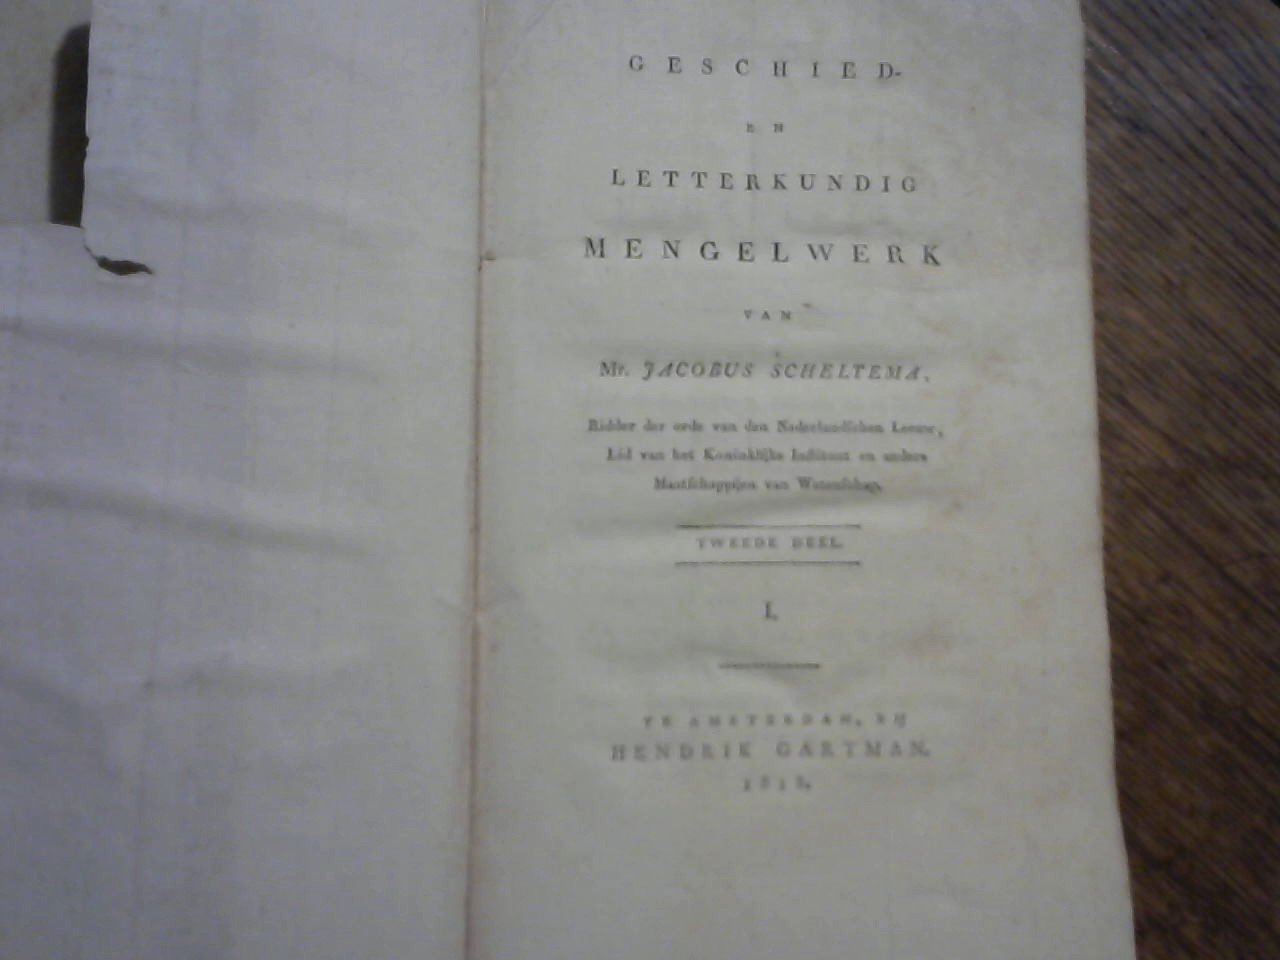 GESCHIED-
EN
LETTERKUNDIG
MENGELWERK
VAN
Mr. JACOBUS SCHELTEMA,
Ridder der orde van den Nederlandſchen Leeuw,
Lid van het Koninklijke Inſtituut en andere
Maatſchappijen van Wetenſchap.
TWEEDE DEEL.
I.
TE AMSTERDAM, BIJ
HENDRIK GARTMAN.
1818.